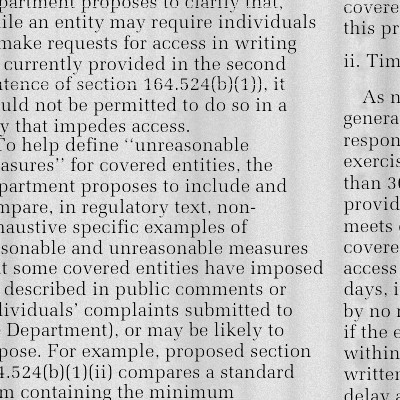 partment proposes to clarify that,
ile an entity may require individuals
make requests for access in writing
currently provided in the second
tence of section 164.524(b)(1)), it
uld not be permitted to do so in a
y that impedes access.
To help define ‘‘unreasonable
asures’’ for covered entities, the
partment proposes to include and
mpare, in regulatory text, non-
haustive specific examples of
sonable and unreasonable measures
t some covered entities have imposed
described in public comments or
dividuals’ complaints submitted to
Department), or may be likely to
pose. For example, proposed section
4.524(b)(1)(ii) compares a standard
m containing the minimum
covere
this pr
ii. Tim
As n
genera
respon
exercis
than 30
provid
meets
covere
access
days, i
by no
if the e
within
written
delay a